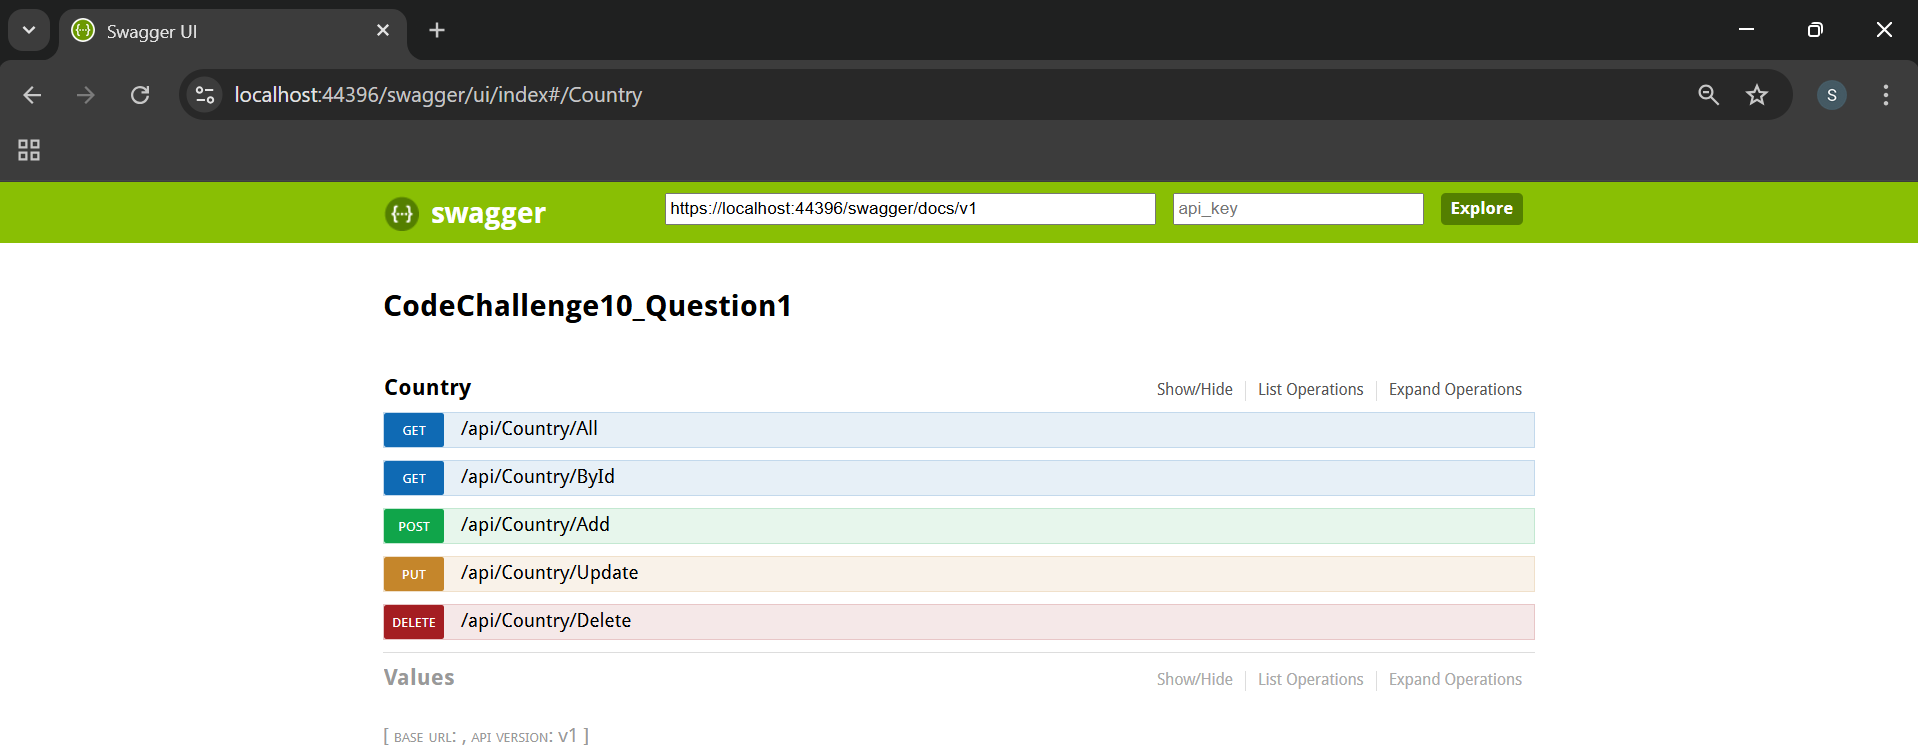 Swagger UI
localhost:44396/swagger/ui/index#/Country
S
{···} swagger https://localhost:44396/swagger/docs/v1 api_key Explore
CodeChallenge10_Question1
Country Show/Hide List Operations Expand Operations
GET /api/Country/All
GET /api/Country/ById
POST /api/Country/Add
PUT /api/Country/Update
DELETE /api/Country/Delete
Values Show/Hide List Operations Expand Operations
[ BASE URL: , API VERSION: v1 ]